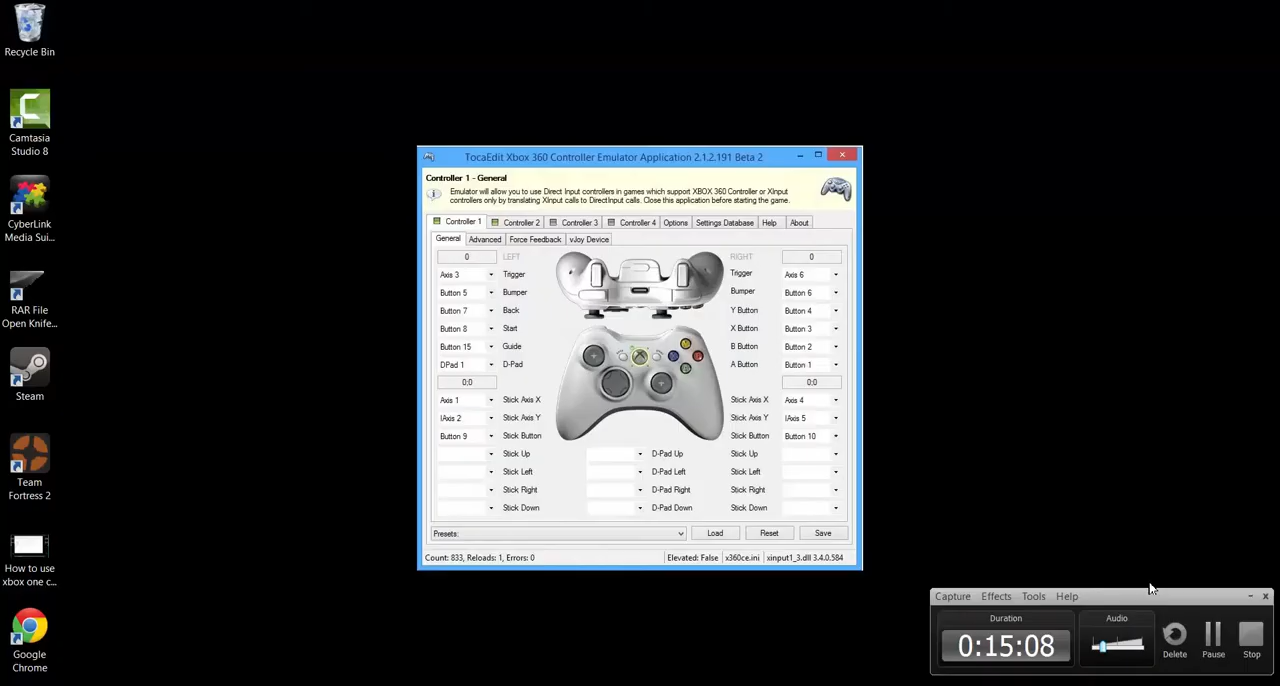 Recycle Bin
Camtasia
Studio 8
CyberLink
Media Sui...
RAR File
Open Knife...
Steam
Team
Fortress 2
How to use
xbox one c...
Google
Chrome
TocaEdit Xbox 360 Controller Emulator Application 2.1.2.191 Beta 2
Controller 1 - General
Emulator will allow you to use Direct Input controllers in games which support XBOX 360 Controller or XInput
controllers only by translating XInput calls to DirectInput calls. Close this application before starting the game.
Controller 1 Controller 2 Controller 3 Controller 4 Options Settings Database Help About
General Advanced Force Feedback vJoy Device
0 LEFT RIGHT 0
Axis 3 Trigger Trigger Axis 6
Button 5 Bumper Bumper Button 6
Button 7 Back Y Button Button 4
Button 8 Start X Button Button 3
Button 15 Guide B Button Button 2
DPad 1 D-Pad A Button Button 1
0;0 0;0
Axis 1 Stick Axis X Stick Axis X Axis 4
IAxis 2 Stick Axis Y Stick Axis Y IAxis 5
Button 9 Stick Button Stick Button Button 10
Stick Up D-Pad Up Stick Up
Stick Left D-Pad Left Stick Left
Stick Right D-Pad Right Stick Right
Stick Down D-Pad Down Stick Down
Presets: Load Reset Save
Count: 833, Reloads: 1, Errors: 0 Elevated: False x360ce.ini xinput1_3.dll 3.4.0.584
Capture Effects Tools Help
Duration Audio
0:15:08
Delete Pause Stop